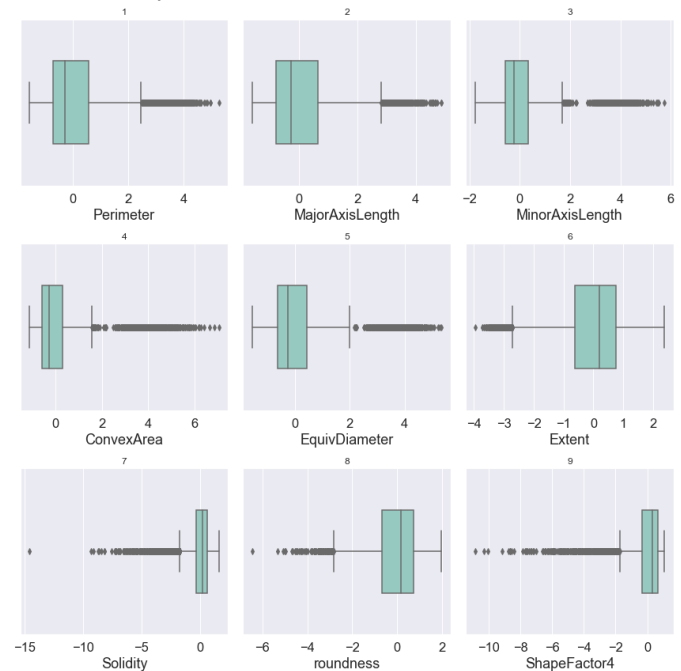 1 2 3
0 2 4 0 2 4 −2 0 2 4 6
Perimeter MajorAxisLength MinorAxisLength
4 5 6
0 2 4 6 0 2 4 −4 −3 −2 −1 0 1 2
ConvexArea EquivDiameter Extent
7 8 9
−15 −10 −5 0 −6 −4 −2 0 2 −10 −8 −6 −4 −2 0
Solidity roundness ShapeFactor4